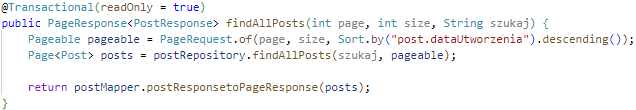 @Transactional(readOnly = true)
public PageResponse<PostResponse> findAllPosts(int page, int size, String szukaj) {
    Pageable pageable = PageRequest.of(page, size, Sort.by("post.dataUtworzenia").descending());
    Page<Post> posts = postRepository.findAllPosts(szukaj, pageable);

    return postMapper.postResponsetoPageResponse(posts);
}